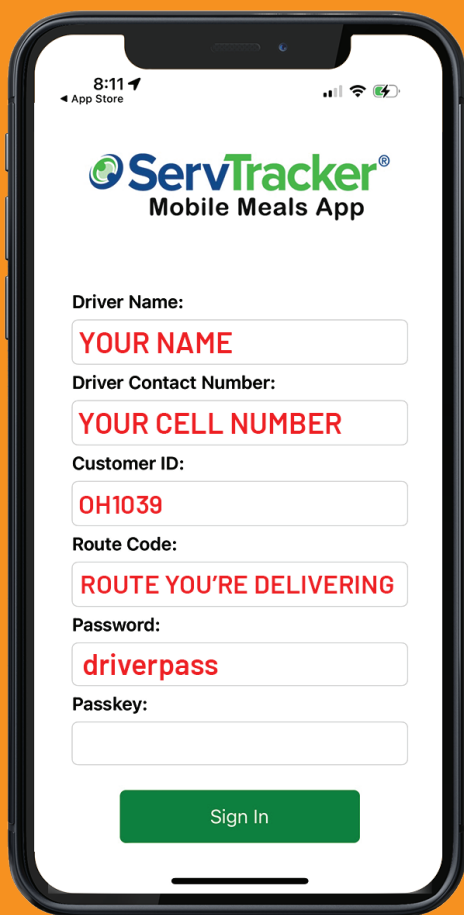 8:11
◀ App Store
ServTracker®
Mobile Meals App
Driver Name:
YOUR NAME
Driver Contact Number:
YOUR CELL NUMBER
Customer ID:
OH1039
Route Code:
ROUTE YOU’RE DELIVERING
Password:
driverpass
Passkey:
Sign In